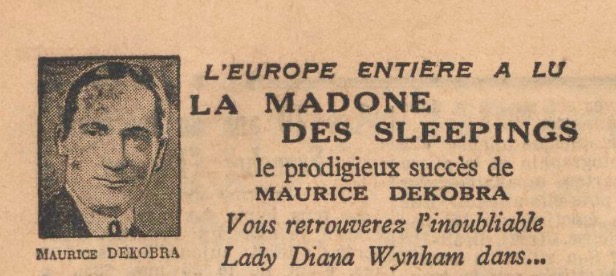 L'EUROPE ENTIÈRE A LU
LA MADONE
DES SLEEPINGS
le prodigieux succès de
MAURICE DEKOBRA
Vous retrouverez l'inoubliable
Lady Diana Wynham dans...
MAURICE DEKOBRA